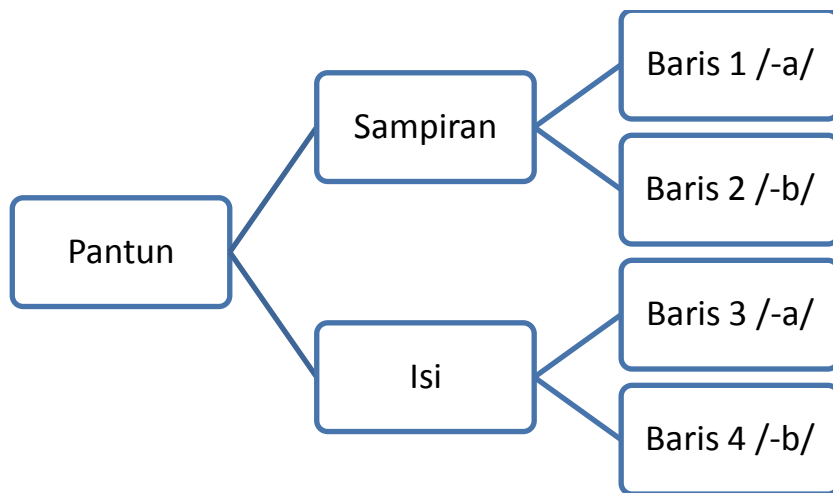 Pantun
Sampiran
Baris 1 /-a/
Baris 2 /-b/
Isi
Baris 3 /-a/
Baris 4 /-b/